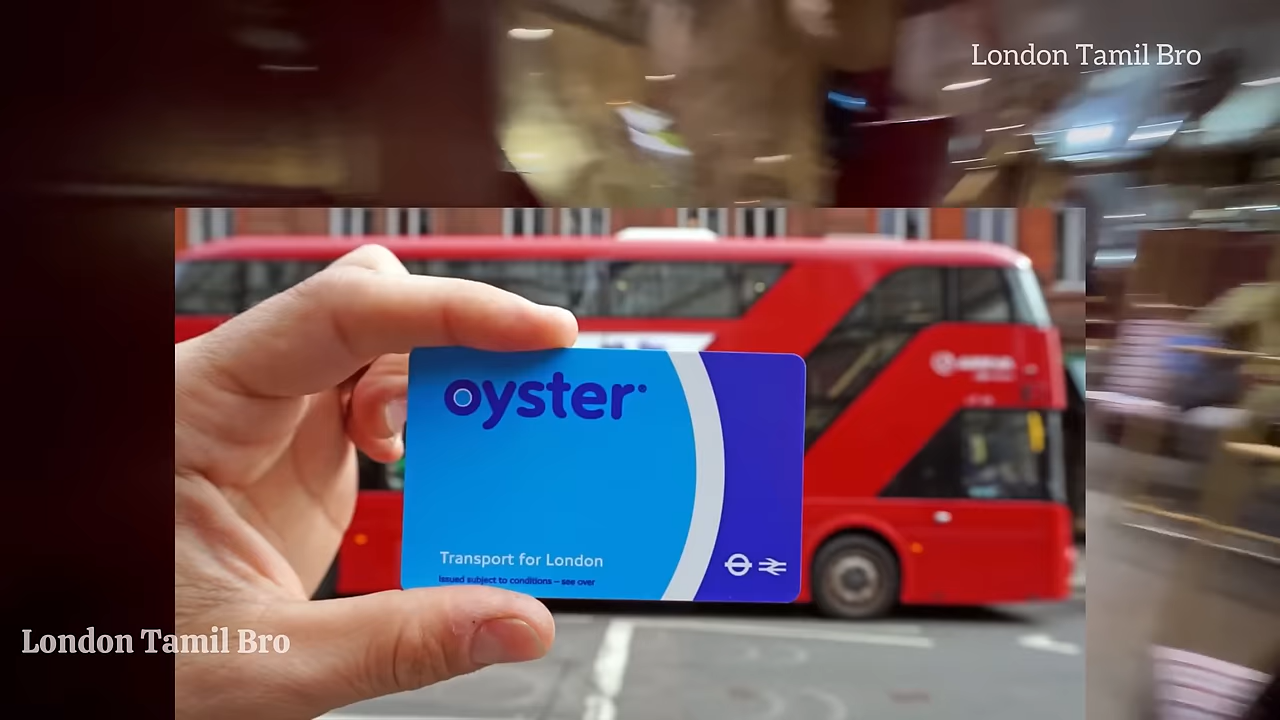 London Tamil Bro
oyster
Transport for London
Issued subject to conditions – see over
London Tamil Bro